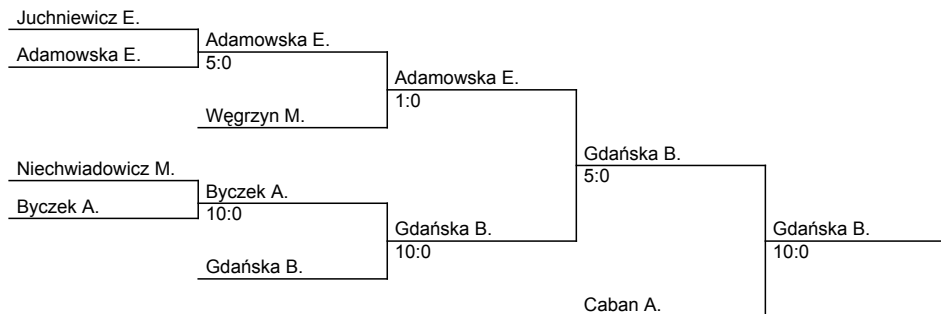 Juchniewicz E.
Adamowska E.
Adamowska E.
5:0
Adamowska E.
1:0
Węgrzyn M.
Gdańska B.
5:0
Niechwiadowicz M.
Byczek A.
Byczek A.
10:0
Gdańska B.
10:0
Gdańska B.
10:0
Gdańska B.
Caban A.